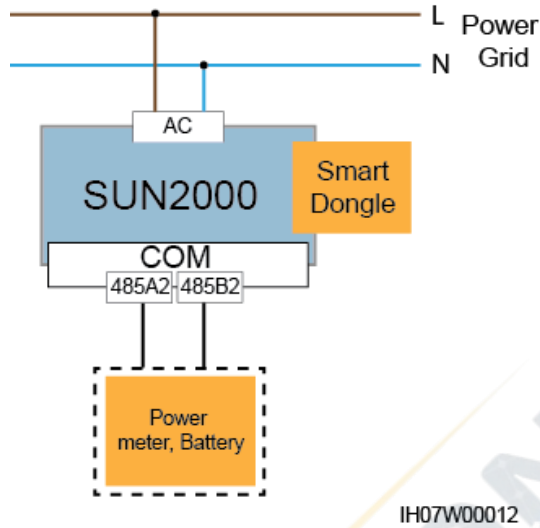 L
Power
Grid
N
AC
SUN2000
Smart
Dongle
COM
485A2
485B2
Power
meter, Battery
IH07W00012